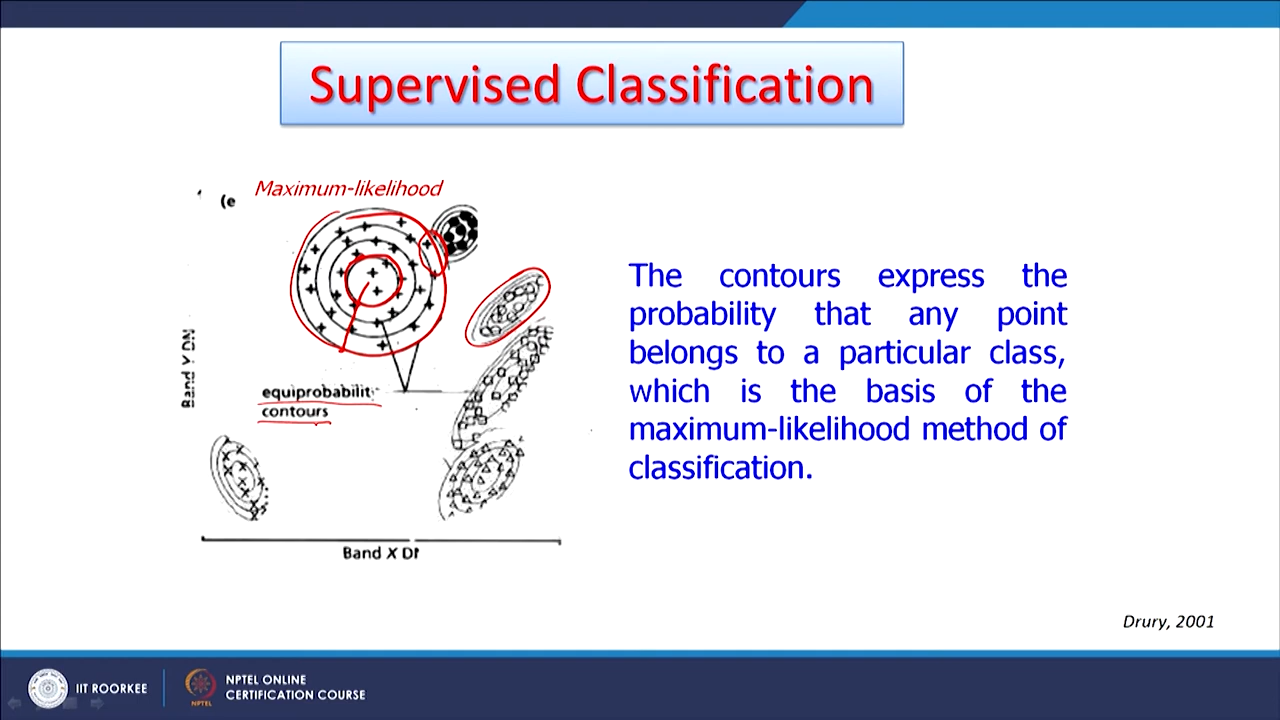 Supervised Classification
(e
Maximum-likelihood
Band Y DN
equiprobabilit
contours
Band X DN
The contours express the
probability that any point
belongs to a particular class,
which is the basis of the
maximum-likelihood method of
classification.
Drury, 2001
IIT ROORKEE
NPTEL
NPTEL ONLINE
CERTIFICATION COURSE